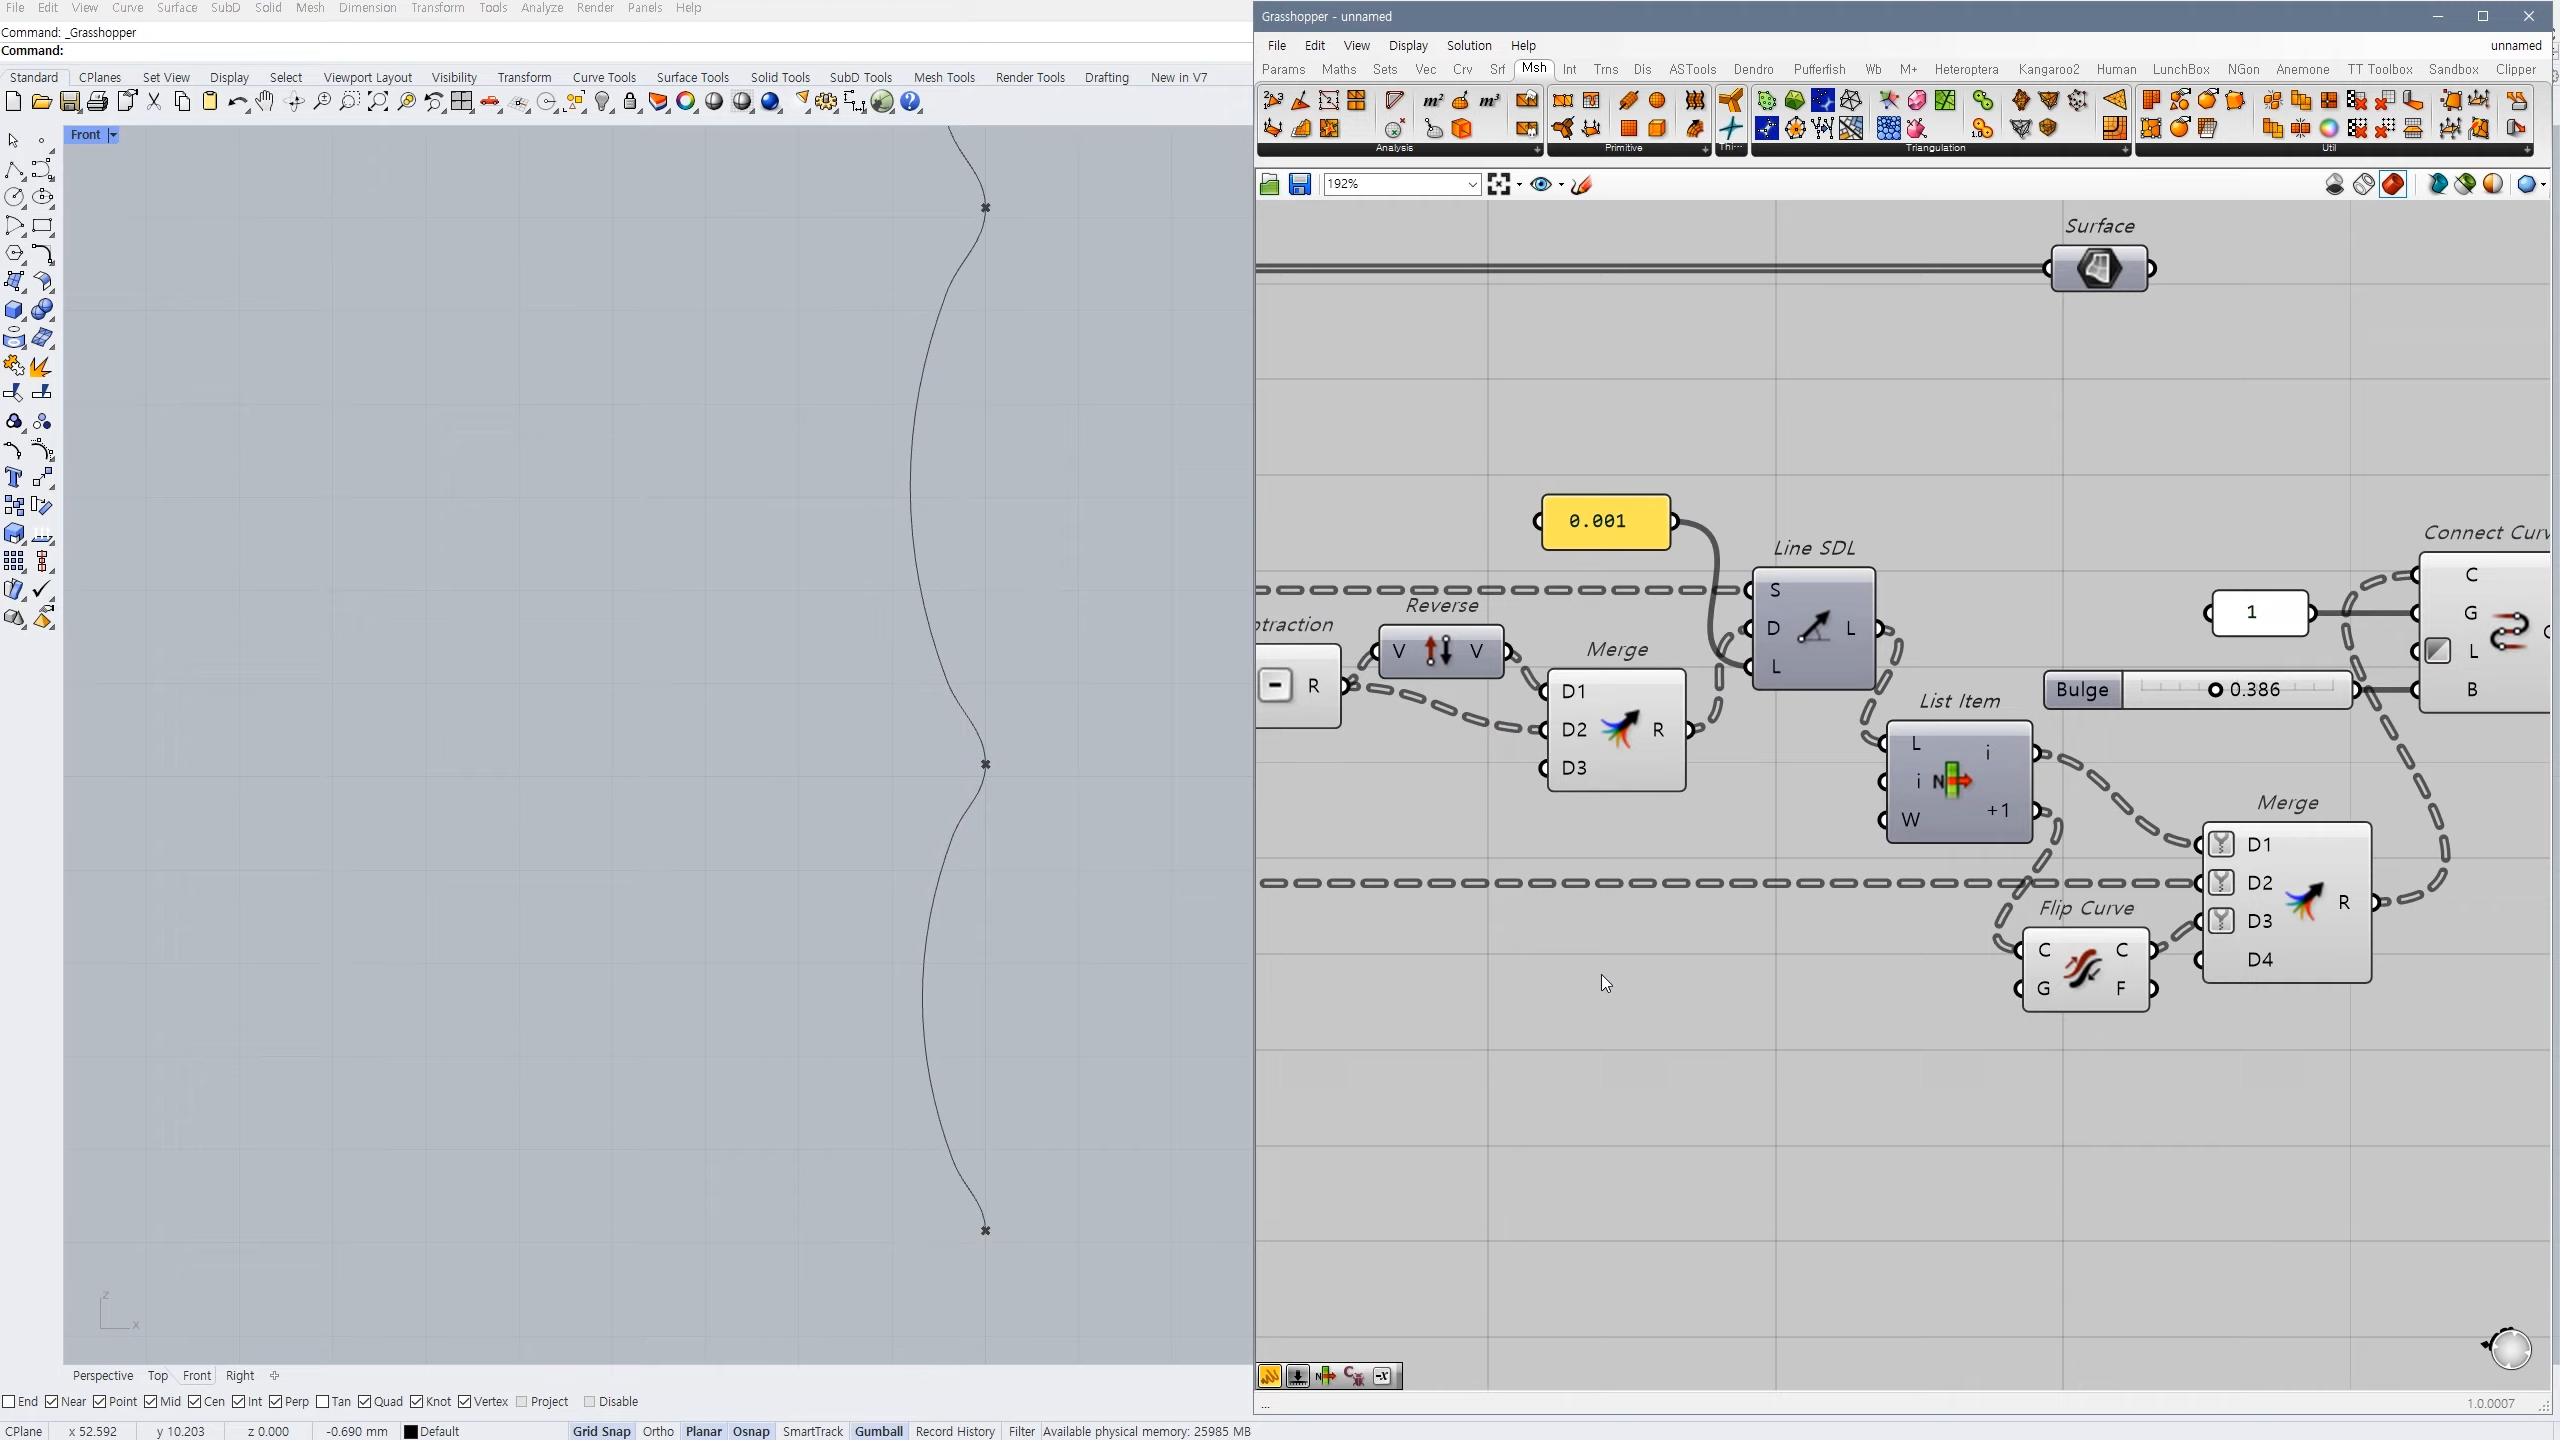 File Edit View Curve Surface SubD Solid Mesh Dimension Transform Tools Analyze Render Panels Help
Command: _Grasshopper
Command:
Standard CPlanes Set View Display Select Viewport Layout Visibility Transform Curve Tools Surface Tools Solid Tools SubD Tools Mesh Tools Render Tools Drafting New in V7
Front
Grasshopper - unnamed
File Edit View Display Solution Help unnamed
Params Maths Sets Vec Crv Srf Msh Int Trns Dis ASTools Dendro Pufferfish Wb M+ Heteroptera Kangaroo2 Human LunchBox NGon Anemone TT Toolbox Sandbox Clipper
Analysis Primitive Thi... Triangulation Util
192%
Surface
0.001
Line SDL
S
D L
L
Connect Curv
C
G
L
B
1
Bulge 0.386
otraction
R
Reverse
V V
Merge
D1
D2 R
D3
List Item
L i
i
W +1
Merge
D1
D2 R
D3
D4
Flip Curve
C C
G F
z
x
Perspective Top Front Right
End Near Point Mid Cen Int Perp Tan Quad Knot Vertex Project Disable
...
1.0.0007
CPlane x 52.592 y 10.203 z 0.000 -0.690 mm Default Grid Snap Ortho Planar Osnap SmartTrack Gumball Record History Filter Available physical memory: 25985 MB